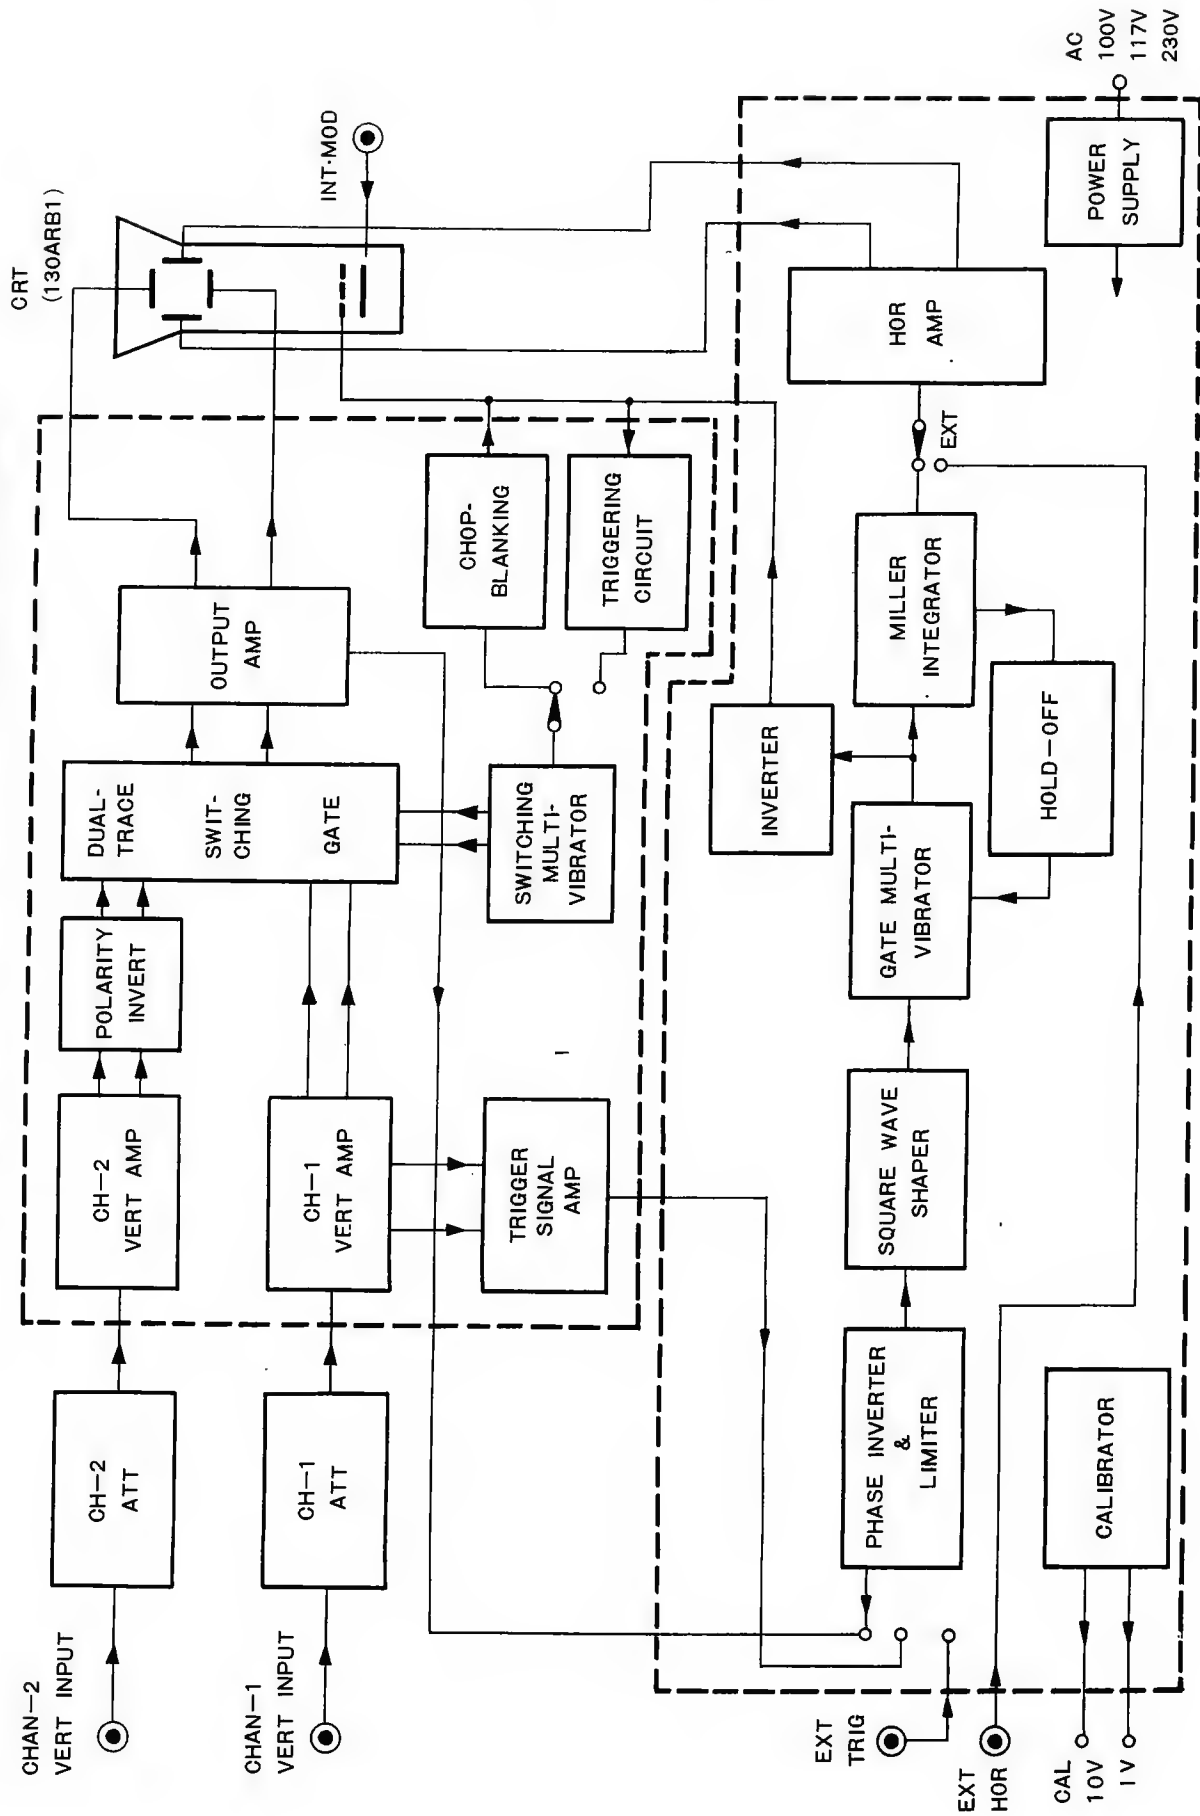 CHAN-2
VERT INPUT
CH-2
ATT
CH-2
VERT AMP
POLARITY
INVERT
DUAL-
TRACE
SWIT-
CHING
GATE
OUTPUT
AMP
CRT
(130ARB1)
INT·MOD
CHAN-1
VERT INPUT
CH-1
ATT
CH-1
VERT AMP
TRIGGER
SIGNAL
AMP
SWITCHING
MULTI-
VIBRATOR
CHOP-
BLANKING
TRIGGERING
CIRCUIT
INVERTER
EXT
TRIG
PHASE INVERTER
&
LIMITER
SQUARE WAVE
SHAPER
GATE MULTI-
VIBRATOR
MILLER
INTEGRATOR
EXT
HOR
AMP
HOLD-OFF
EXT
HOR
CAL
10V
1V
CALIBRATOR
POWER
SUPPLY
AC
100V
117V
230V